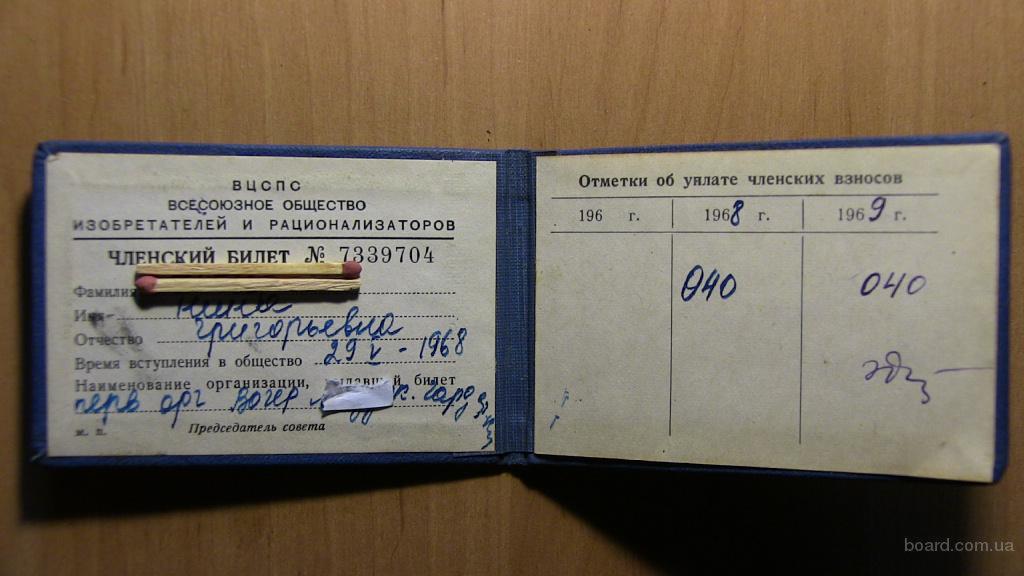 ВЦСПС
ВСЕСОЮЗНОЕ ОБЩЕСТВО
ИЗОБРЕТАТЕЛЕЙ И РАЦИОНАЛИЗАТОРОВ
ЧЛЕНСКИЙ БИЛЕТ № 7339704
Фамилия
Имя Нина
Отчество Григорьевна
Время вступления в общество 29 V - 1968
Наименование организации, билет
перв орг
м. п. Председатель совета
Отметки об уплате членских взносов
196 г. 1968 г. 1969 г.
040 040
board.com.ua